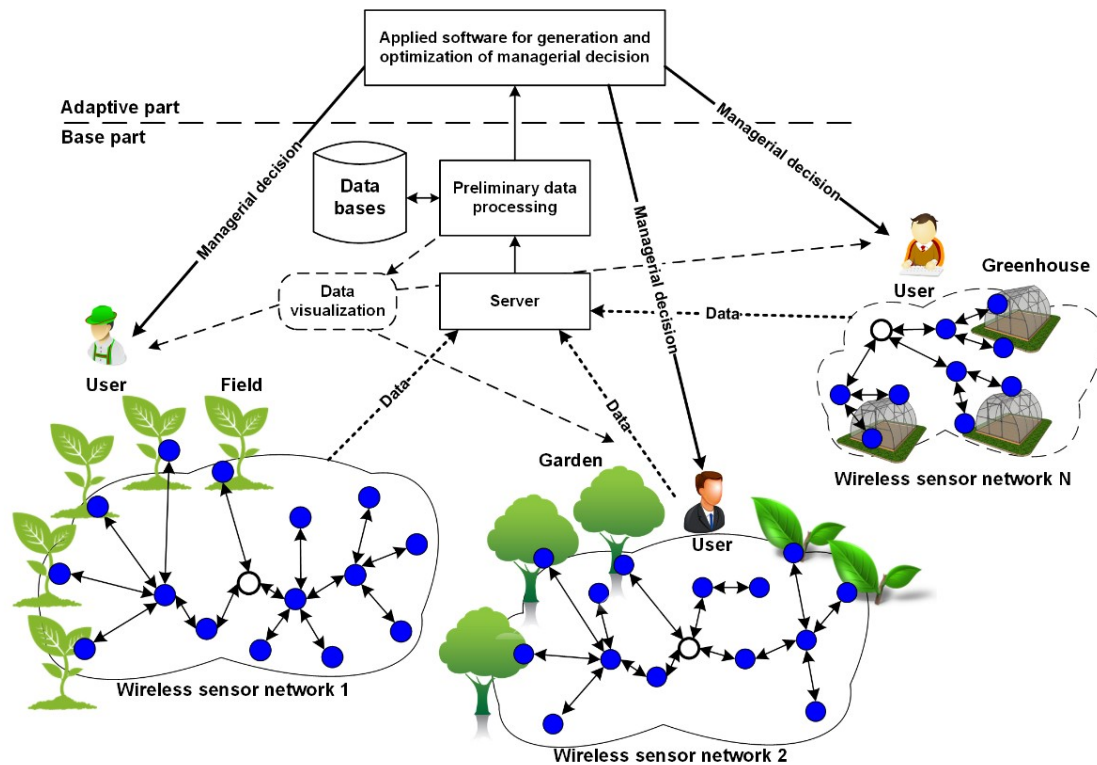 Applied software for generation and
optimization of managerial decision
Adaptive part
Base part
Managerial decision
Managerial decision
Managerial decision
Data
bases
Preliminary data
processing
Data
visualization
Server
User
Greenhouse
Data
User
Field
Data
Data
Garden
User
Wireless sensor network N
Wireless sensor network 1
Wireless sensor network 2